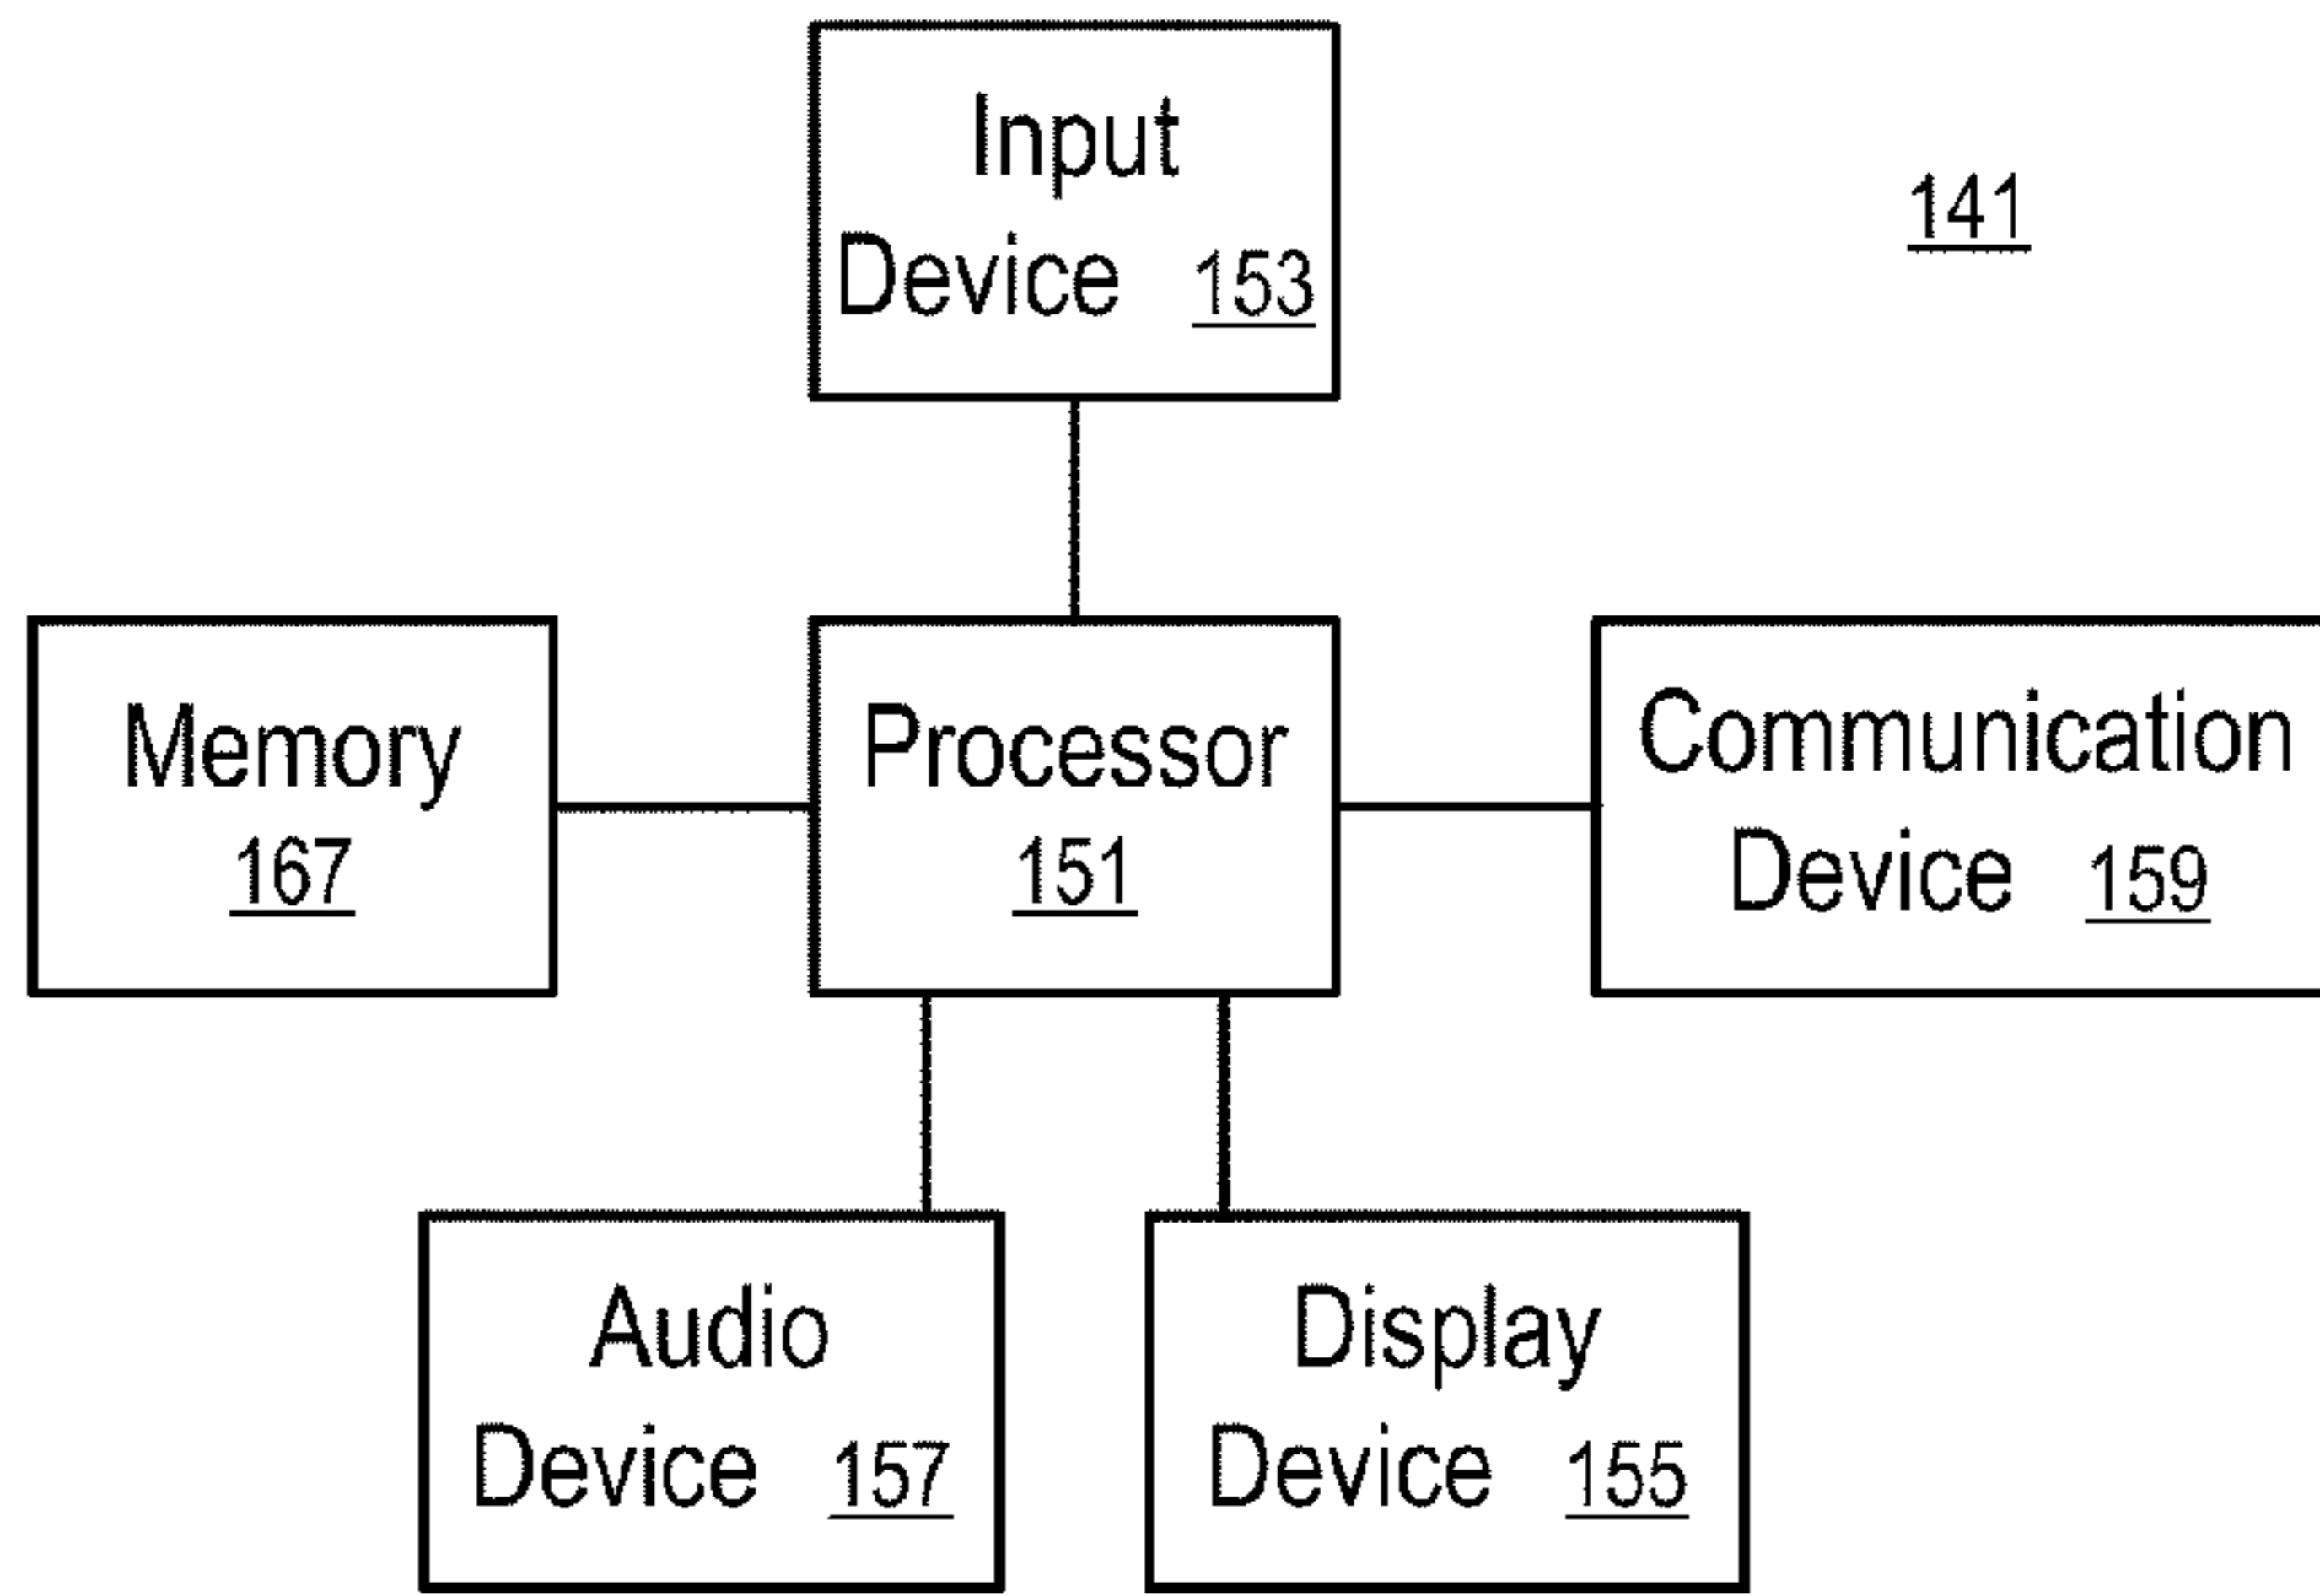 Input
Device 153
141
Memory
167
Processor
151
Communication
Device 159
Audio
Device 157
Display
Device 155